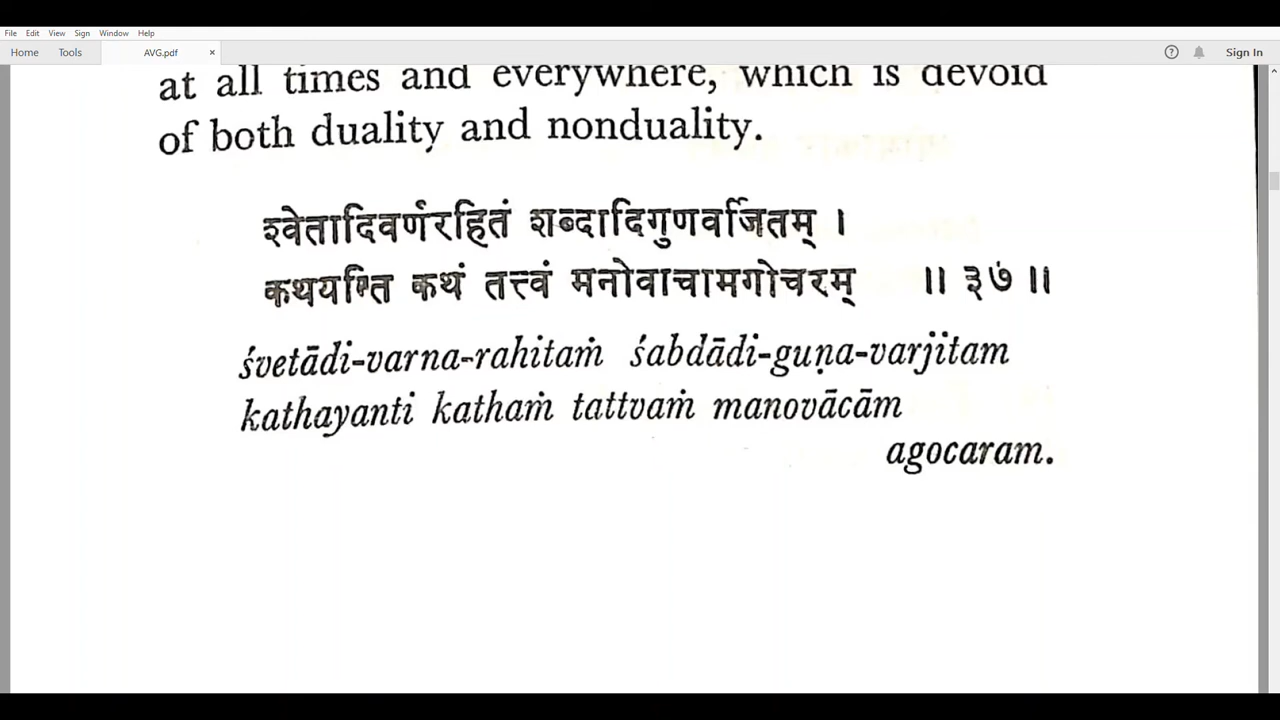 File Edit View Sign Window Help
Home Tools AVG.pdf × Sign In
at all times and everywhere, which is devoid
of both duality and nonduality.
श्वेतादिवर्णरहितं शब्दादिगुणवर्जितम् ।
कथयन्ति कथं तत्त्वं मनोवाचामगोचरम् ॥ ३७ ॥
śvetādi-varna-rahitaṁ śabdādi-guṇa-varjitam
kathayanti kathaṁ tattvaṁ manovācām
agocaram.